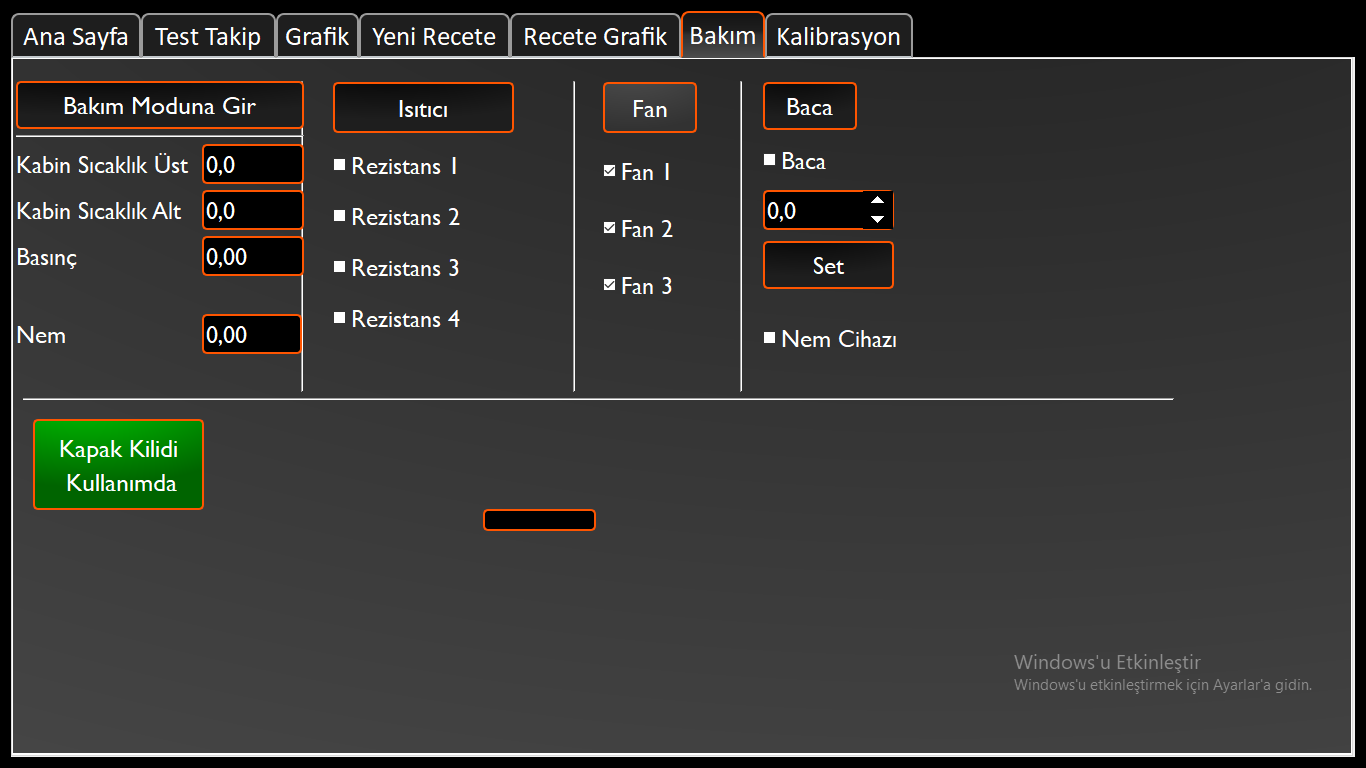 Ana Sayfa
Test Takip
Grafik
Yeni Recete
Recete Grafik
Bakım
Kalibrasyon
Bakım Moduna Gir
Kabin Sıcaklık Üst
0,0
Kabin Sıcaklık Alt
0,0
Basınç
0,00
Nem
0,00
Isıtıcı
Rezistans 1
Rezistans 2
Rezistans 3
Rezistans 4
Fan
Fan 1
Fan 2
Fan 3
Baca
Baca
0,0
Set
Nem Cihazı
Kapak Kilidi
Kullanımda
Windows'u Etkinleştir
Windows'u etkinleştirmek için Ayarlar'a gidin.